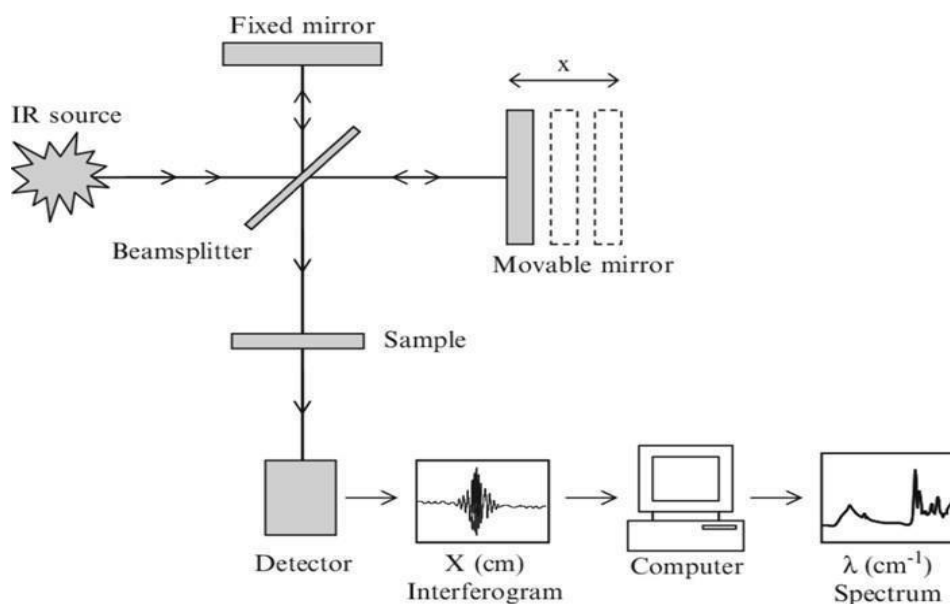 Fixed mirror
x
IR source
Beamsplitter
Movable mirror
Sample
Detector
X (cm)
Interferogram
Computer
λ (cm⁻¹)
Spectrum